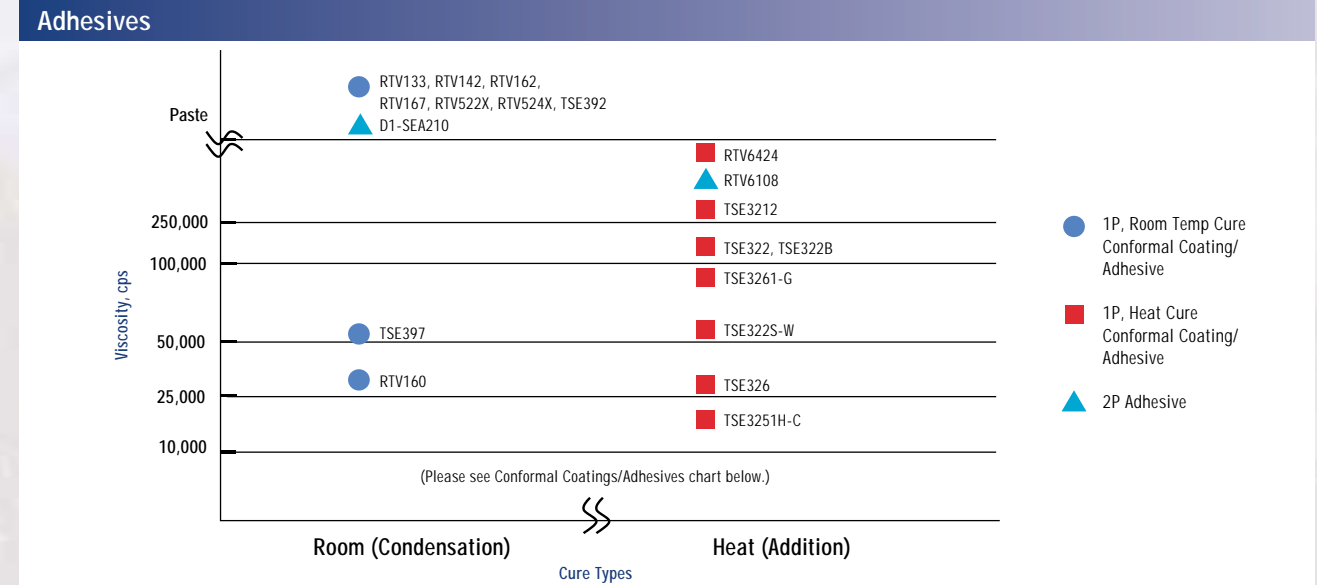 Adhesives
Paste
RTV133, RTV142, RTV162,
RTV167, RTV522X, RTV524X, TSE392
D1-SEA210
RTV6424
RTV6108
TSE3212
250,000
TSE322, TSE322B
100,000
TSE3261-G
Viscosity, cps
TSE397
TSE322S-W
50,000
RTV160
TSE326
25,000
TSE3251H-C
10,000
(Please see Conformal Coatings/Adhesives chart below.)
Room (Condensation)
Heat (Addition)
Cure Types
1P, Room Temp Cure
Conformal Coating/
Adhesive
1P, Heat Cure
Conformal Coating/
Adhesive
2P Adhesive